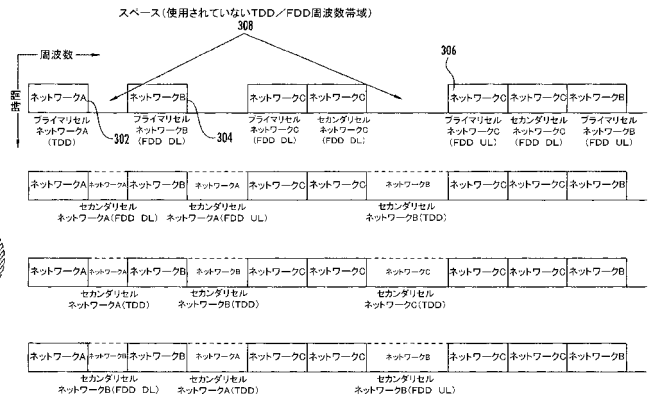 スペース(使用されていないTDD/FDD周波数帯域)
308
周波数
時間
306
ネットワークA ネットワークB ネットワークC ネットワークC ネットワークC ネットワークC ネットワークB
302
304
プライマリセル
ネットワークA
(TDD)
プライマリセル
ネットワークB
(FDD DL)
プライマリセル
ネットワークC
(FDD DL)
セカンダリセル
ネットワークC
(FDD DL)
プライマリセル
ネットワークC
(FDD UL)
セカンダリセル
ネットワークC
(FDD DL)
プライマリセル
ネットワークB
(FDD UL)
ネットワークA ネットワークA ネットワークB ネットワークA ネットワークC ネットワークC ネットワークB ネットワークC ネットワークC ネットワークB
セカンダリセル
ネットワークA(FDD DL)
セカンダリセル
ネットワークA(FDD UL)
セカンダリセル
ネットワークB(TDD)
ネットワークA ネットワークA ネットワークB ネットワークB ネットワークC ネットワークC ネットワークC ネットワークC ネットワークC ネットワークB
セカンダリセル
ネットワークA(TDD)
セカンダリセル
ネットワークB(TDD)
セカンダリセル
ネットワークC(TDD)
ネットワークA ネットワークB ネットワークB ネットワークA ネットワークC ネットワークC ネットワークB ネットワークC ネットワークC ネットワークB
セカンダリセル
ネットワークB(FDD DL)
セカンダリセル
ネットワークA(TDD)
セカンダリセル
ネットワークB(FDD UL)